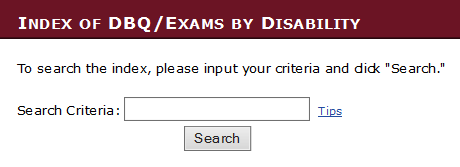 INDEX OF DBQ/EXAMS BY DISABILITY
To search the index, please input your criteria and click "Search."
Search Criteria: Tips
Search